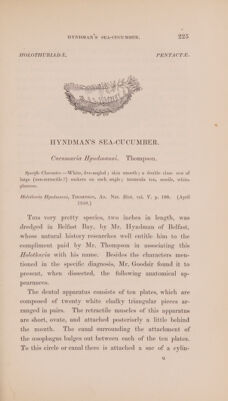 HYNDMAN'S SEA-CUCUMBER. 225
HOLOTHURIADÆ. PENTACTÆ.
HYNDMAN'S SEA-CUCUMBER.
Cucumaria Hyndmanni. Thompson.
Specific Character.—White, five-angled; skin smooth; a double close row of
large (non-retractile?) suckers on each angle; tentacula ten, white,
pinnate.
Holothuria Hyndmanni, THOMPSON, An. Nat. Hist. vol. V. p. 100. (April
1840.)
THIS very pretty species, two inches in length, was
dredged in Belfast Bay, by Mr. Hyndman of Belfast,
whose natural history researches well entitle him to the
compliment paid by Mr. Thompson in associating this
Holothuria with his name. Besides the characters men-
tioned in the specific diagnosis, Mr. Goodsir found it to
present, when dissected, the following anatomical ap-
pearances.
The dental apparatus consists of ten plates, which are
composed of twenty white chalky triangular pieces ar-
ranged in pairs. The retractile muscles of this apparatus
are short, ovate, and attached posteriorly a little behind
the mouth. The canal surrounding the attachment of
the œsophagus bulges out between each of the ten plates.
To this circle or canal there is attached a sac of a cylin-
Q